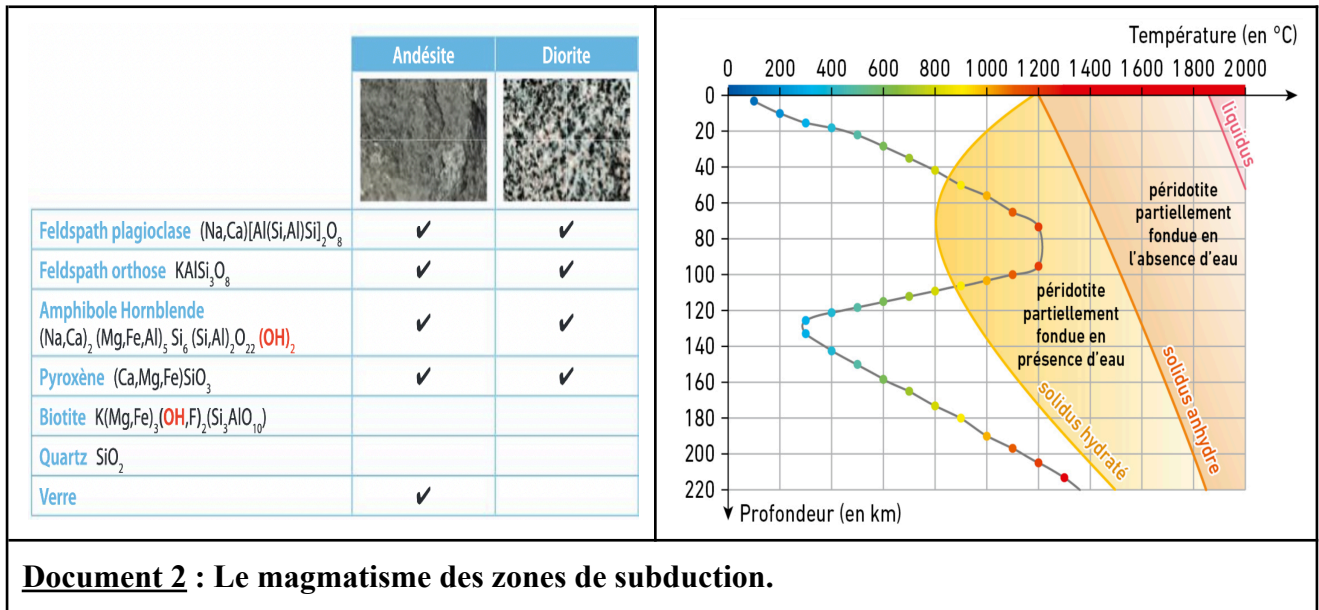 Andésite Diorite
Feldspath plagioclase (Na,Ca)[Al(Si,Al)Si]₂O₈ ✔ ✔
Feldspath orthose KAlSi₃O₈ ✔ ✔
Amphibole Hornblende
(Na,Ca)₂ (Mg,Fe,Al)₅ Si₆ (Si,Al)₂O₂₂ (OH)₂ ✔ ✔
Pyroxène (Ca,Mg,Fe)SiO₃ ✔ ✔
Biotite K(Mg,Fe)₃(OH,F)₂(Si₃AlO₁₀)
Quartz SiO₂
Verre ✔
Température (en °C)
0 200 400 600 800 1 000 1 200 1 400 1 600 1 800 2 000
0
20
40
60
80
100
120
140
160
180
200
220
liquidus
péridotite
partiellement
fondue en
l'absence d'eau
péridotite
partiellement
fondue en
présence d'eau
solidus hydraté
solidus anhydre
Profondeur (en km)
Document 2 : Le magmatisme des zones de subduction.